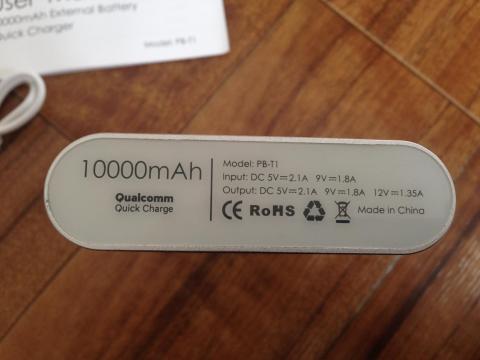 10000mAh External Battery
Quick Charger
Model: PB-T1
10000mAh
Qualcomm
Quick Charge
Model: PB-T1
Input: DC 5V⎓2.1A 9V⎓1.8A
Output: DC 5V⎓2.1A 9V⎓1.8A 12V⎓1.35A
CE RoHS Made in China